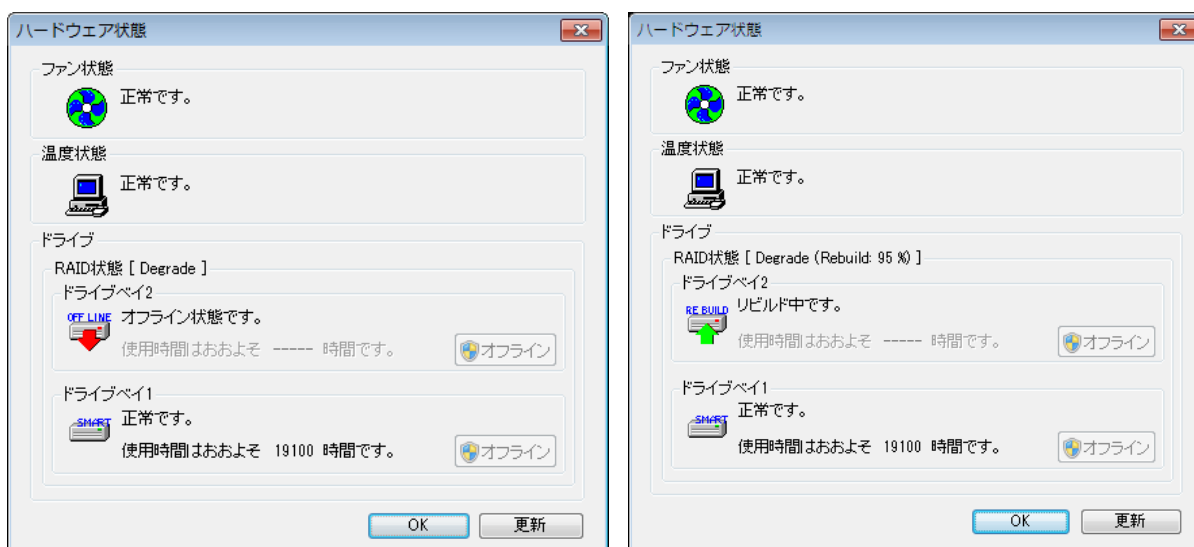 ハードウェア状態
ファン状態
正常です。
温度状態
正常です。
ドライブ
RAID状態 [ Degrade ]
ドライブベイ2
OFF LINE オフライン状態です。
使用時間はおおよそ ----- 時間です。 オフライン
ドライブベイ1
SMART 正常です。
使用時間はおおよそ 19100 時間です。 オフライン
OK 更新
ハードウェア状態
ファン状態
正常です。
温度状態
正常です。
ドライブ
RAID状態 [ Degrade (Rebuild: 95 %) ]
ドライブベイ2
RE BUILD リビルド中です。
使用時間はおおよそ ----- 時間です。 オフライン
ドライブベイ1
SMART 正常です。
使用時間はおおよそ 19100 時間です。 オフライン
OK 更新